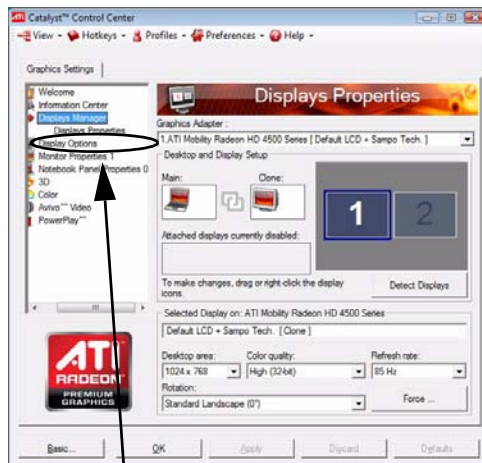 Catalyst™ Control Center
View Hotkeys Profiles Preferences Help
Graphics Settings
Welcome
Information Center
Displays Manager
Displays Properties
Display Options
Monitor Properties 1
Notebook Panel Properties 0
3D
Color
Avivo™ Video
PowerPlay™
ATI
RADEON
PREMIUM
GRAPHICS
Displays Properties
Graphics Adapter :
1.ATI Mobility Radeon HD 4500 Series [ Default LCD + Sampo Tech. ]
Desktop and Display Setup
Main: Clone:
1 2
Attached displays currently disabled:
To make changes, drag or right click the display
icons.
Detect Displays
Selected Display on: ATI Mobility Radeon HD 4500 Series
Default LCD + Sampo Tech. [Clone ]
Desktop area: Color quality: Refresh rate:
1024 x 768 High (32-bit) 85 Hz
Rotation:
Standard Landscape (0°) Force ...
Basic... OK Apply Discard Defaults